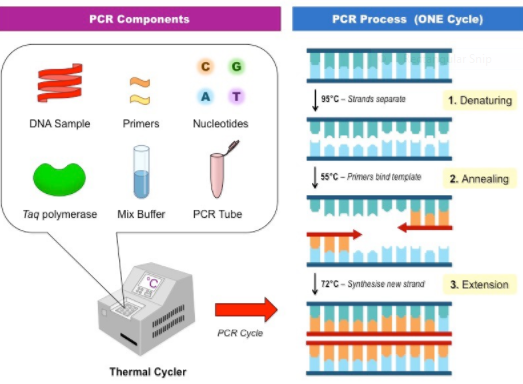 PCR Components
C
G
DNA Sample
Primers
A
T
Nucleotides
Taq polymerase
Mix Buffer
PCR Tube
°C
Thermal Cycler
PCR Cycle
PCR Process (ONE Cycle)
95°C – Strands separate
1. Denaturing
55°C – Primers bind template
2. Annealing
72°C – Synthesise new strand
3. Extension